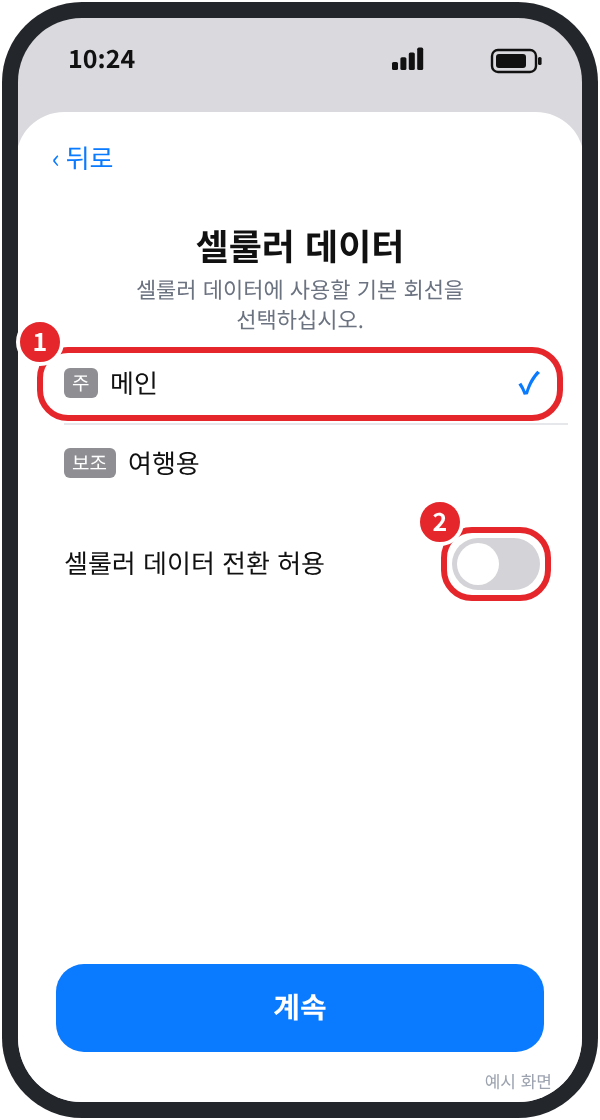 10:24
‹ 뒤로
셀룰러 데이터
셀룰러 데이터에 사용할 기본 회선을
선택하십시오.
1
주 메인 ✓
보조 여행용
2
셀룰러 데이터 전환 허용
계속
예시 화면